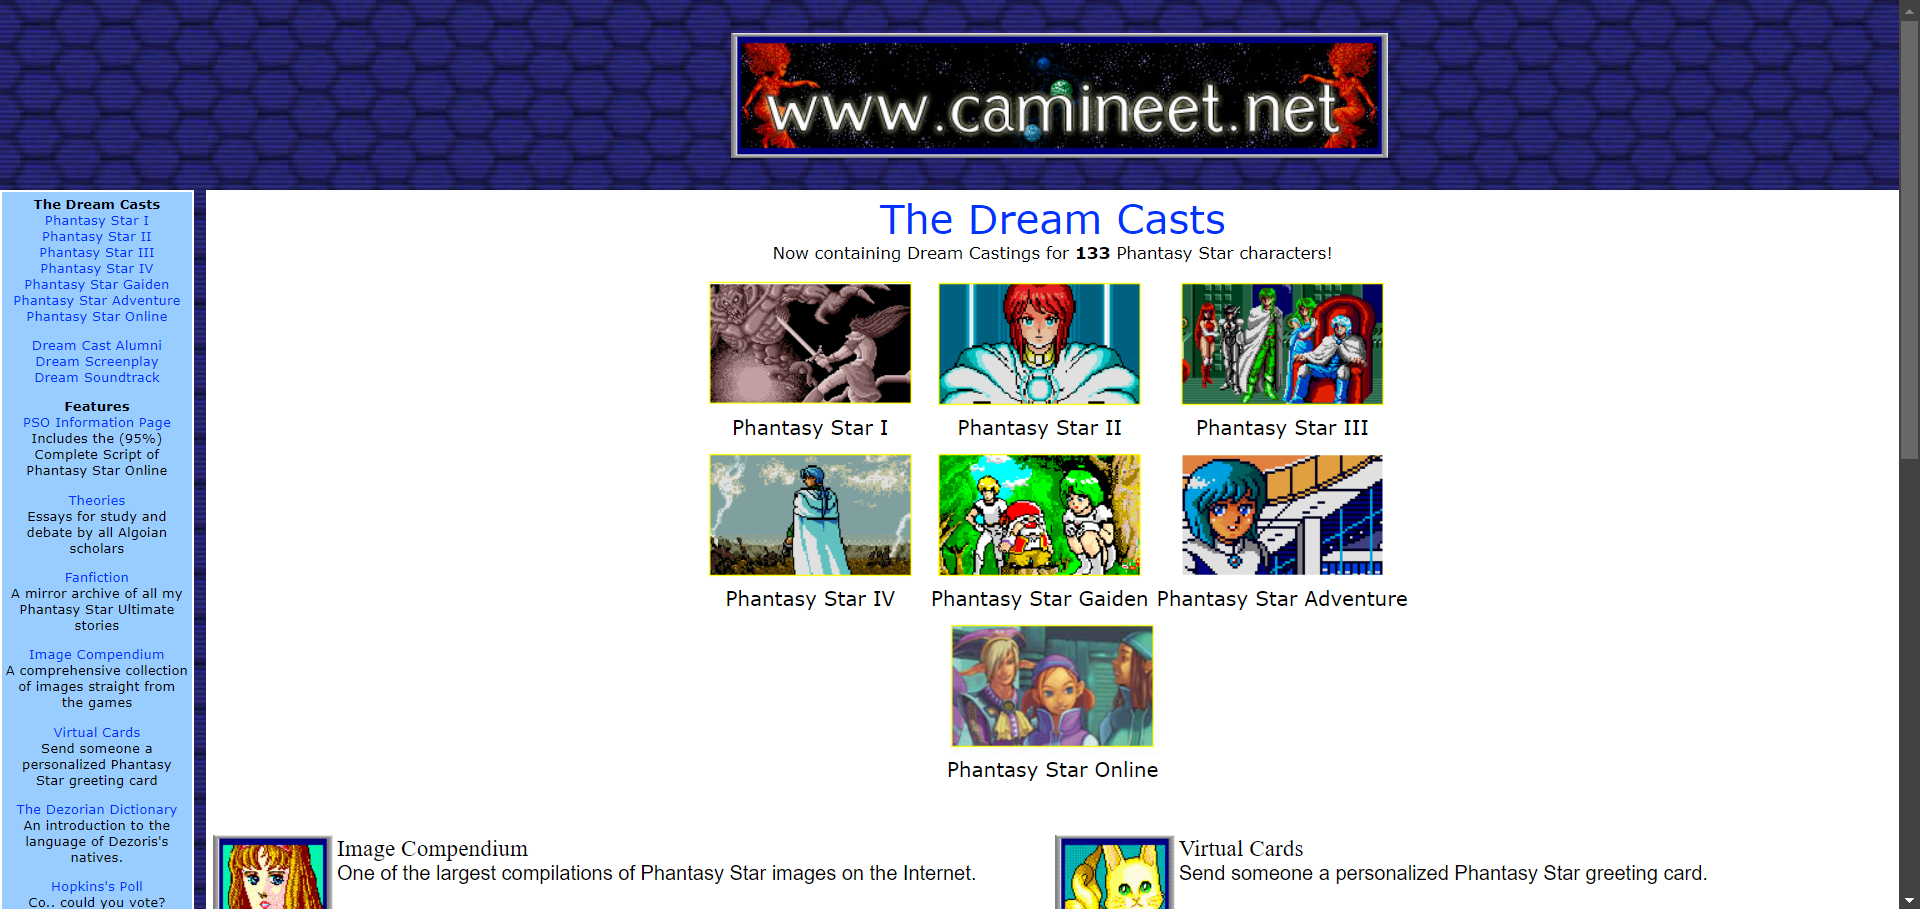 www.camineet.net
The Dream Casts
Phantasy Star I
Phantasy Star II
Phantasy Star III
Phantasy Star IV
Phantasy Star Gaiden
Phantasy Star Adventure
Phantasy Star Online
Dream Cast Alumni
Dream Screenplay
Dream Soundtrack
Features
PSO Information Page
Includes the (95%)
Complete Script of
Phantasy Star Online
Theories
Essays for study and
debate by all Algoian
scholars
Fanfiction
A mirror archive of all my
Phantasy Star Ultimate
stories
Image Compendium
A comprehensive collection
of images straight from
the games
Virtual Cards
Send someone a
personalized Phantasy
Star greeting card
The Dezorian Dictionary
An introduction to the
language of Dezoris's
natives.
Hopkins's Poll
Co.. could you vote?
The Dream Casts
Now containing Dream Castings for 133 Phantasy Star characters!
Phantasy Star I
Phantasy Star II
Phantasy Star III
Phantasy Star IV
Phantasy Star Gaiden
Phantasy Star Adventure
Phantasy Star Online
Image Compendium
One of the largest compilations of Phantasy Star images on the Internet.
Virtual Cards
Send someone a personalized Phantasy Star greeting card.